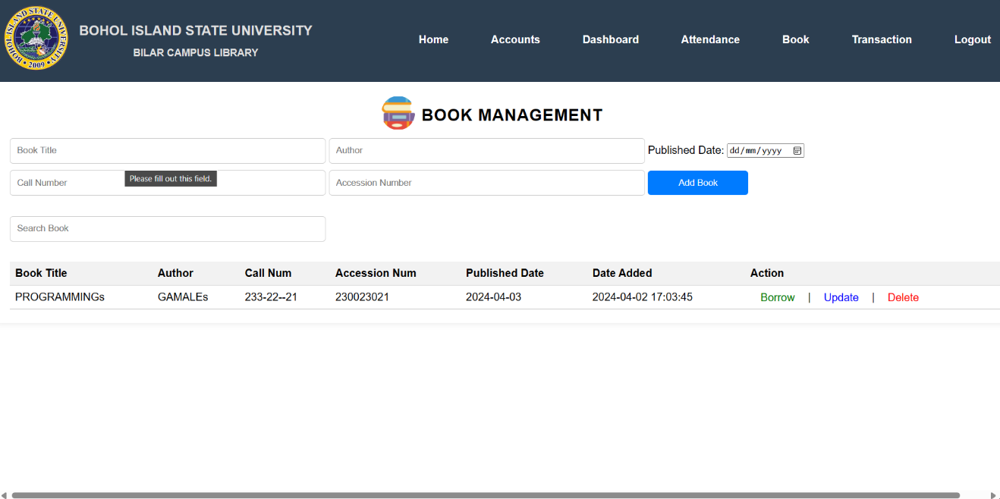 BOHOL ISLAND STATE UNIVERSITY
2009
BOHOL ISLAND STATE UNIVERSITY
BILAR CAMPUS LIBRARY
Home Accounts Dashboard Attendance Book Transaction Logout
BOOK MANAGEMENT
Book Title Author Published Date: dd/mm/yyyy
Call Number Please fill out this field. Accession Number Add Book
Search Book
Book Title Author Call Num Accession Num Published Date Date Added Action
PROGRAMMINGs GAMALEs 233-22--21 230023021 2024-04-03 2024-04-02 17:03:45 Borrow | Update | Delete